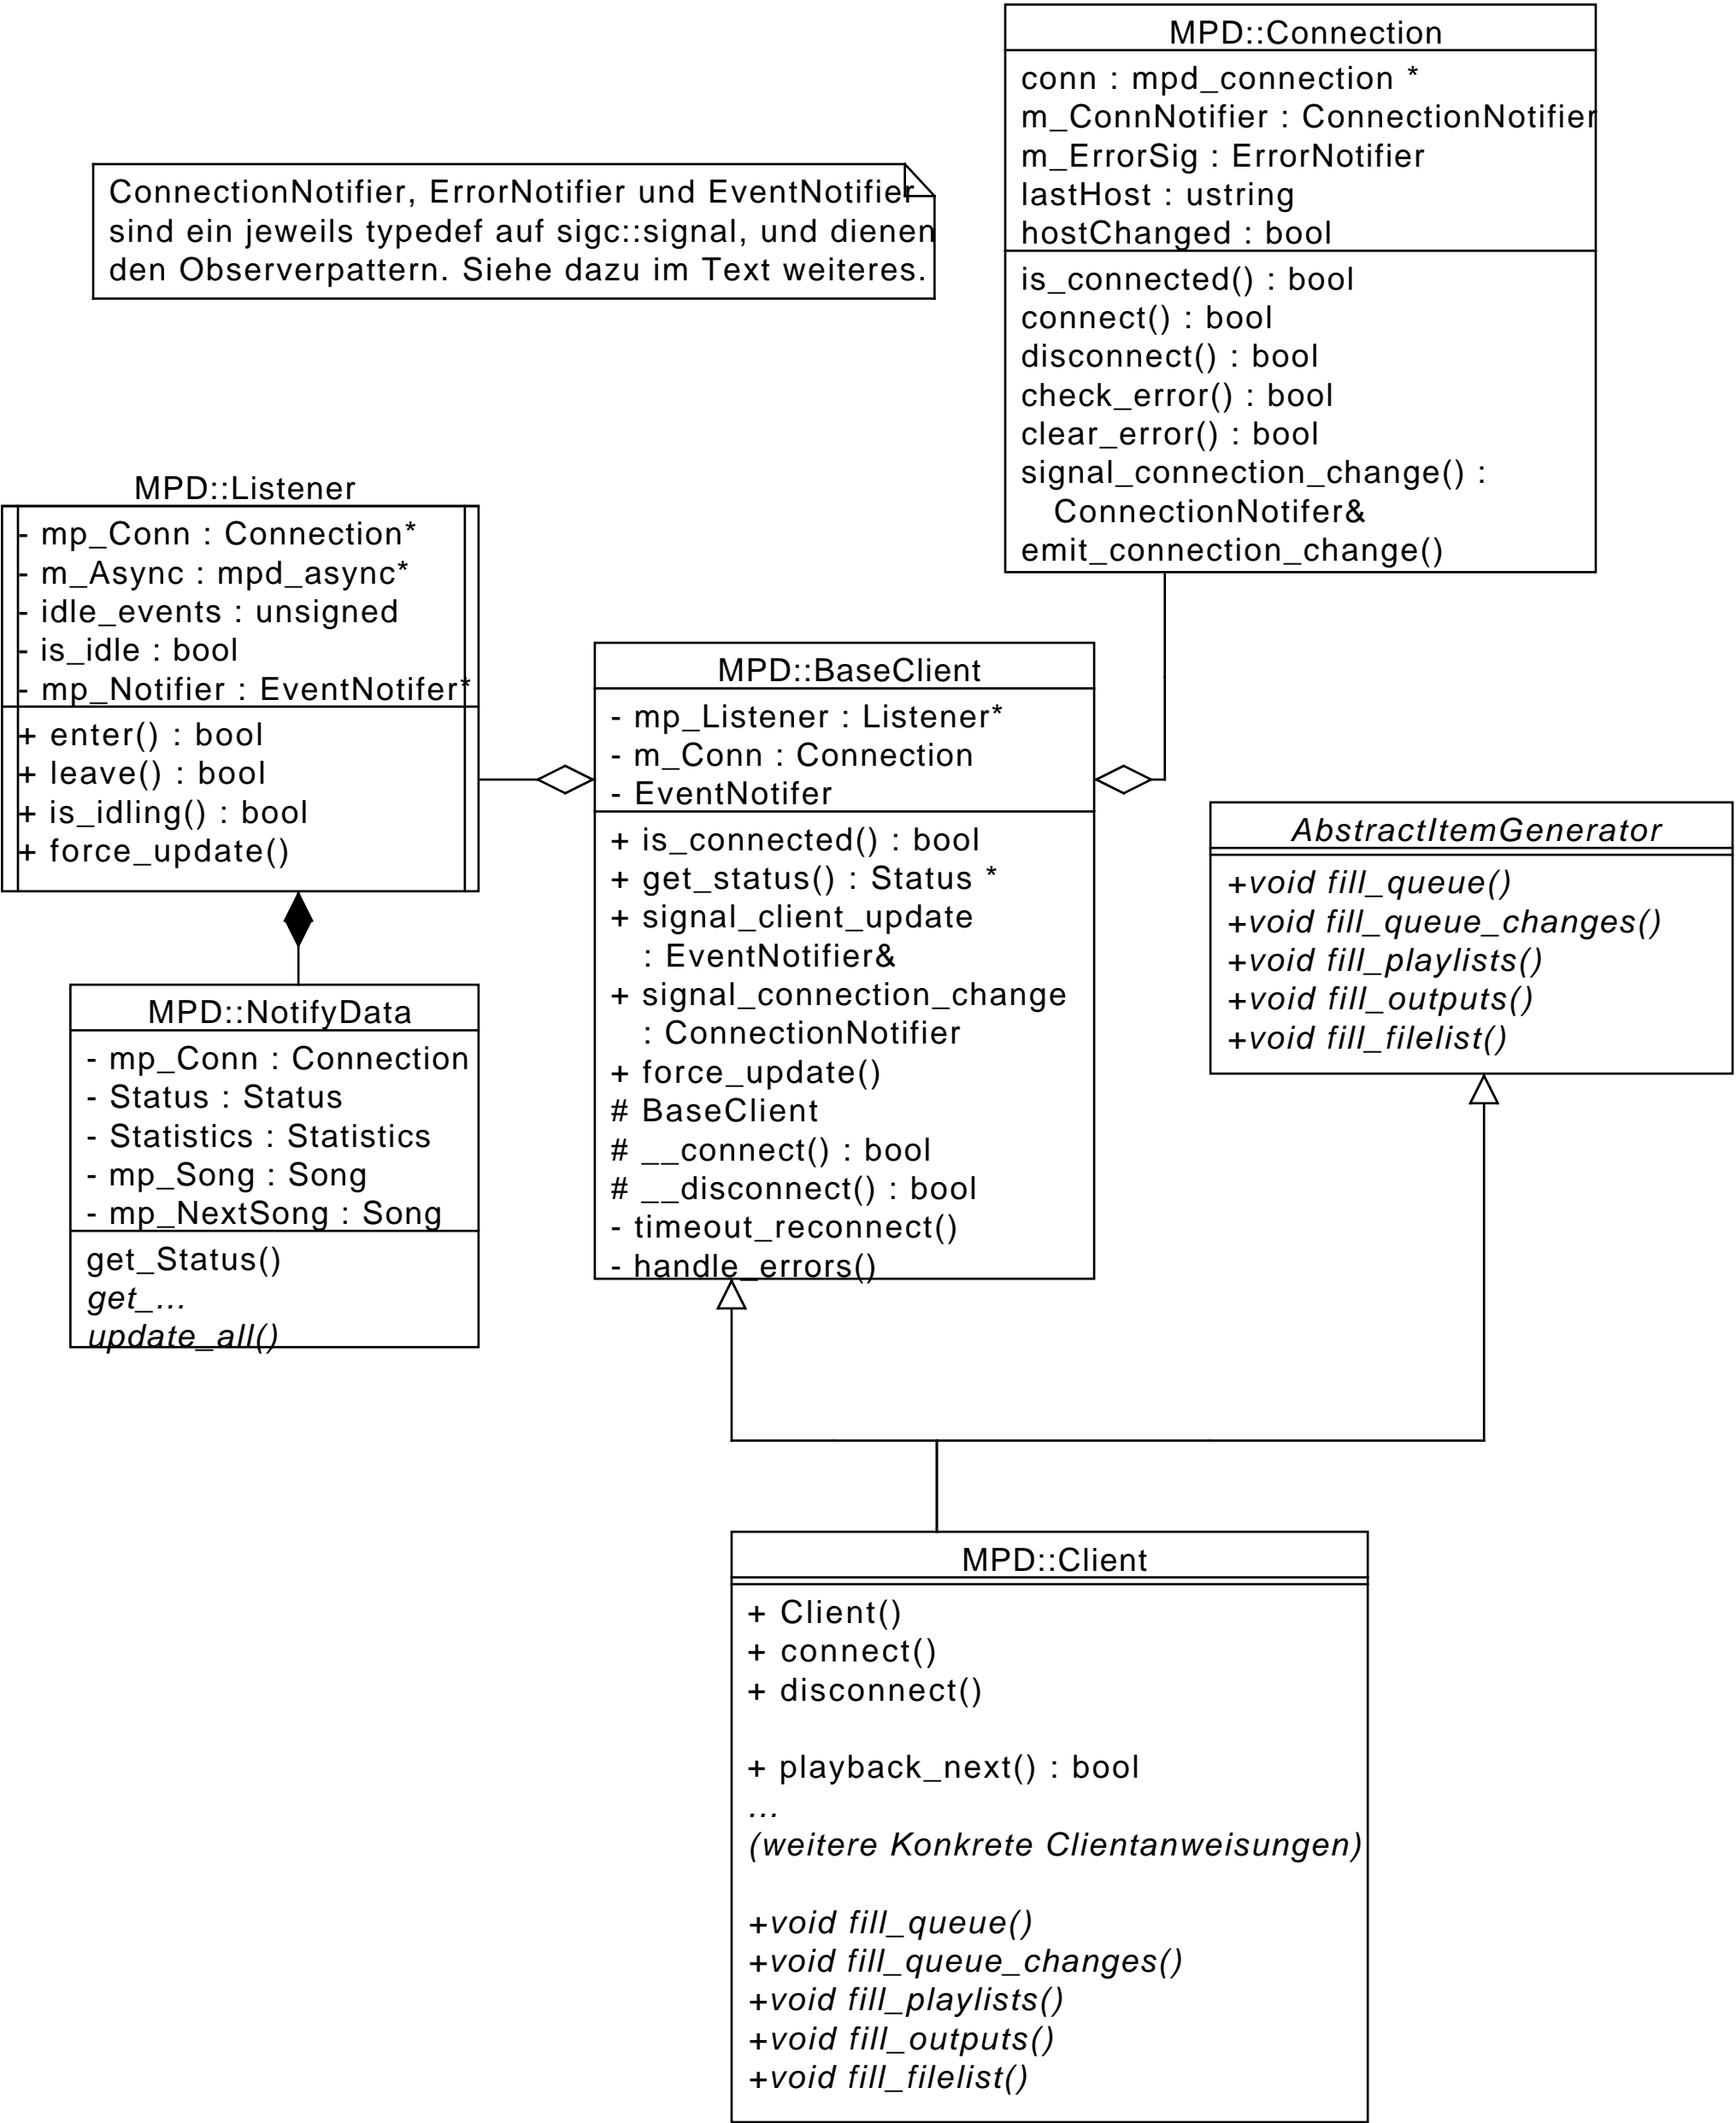 MPD::Connection
conn : mpd_connection *
m_ConnNotifier : ConnectionNotifier
m_ErrorSig : ErrorNotifier
lastHost : ustring
hostChanged : bool
is_connected() : bool
connect() : bool
disconnect() : bool
check_error() : bool
clear_error() : bool
signal_connection_change() :
ConnectionNotifer&
emit_connection_change()
ConnectionNotifier, ErrorNotifier und EventNotifier
sind ein jeweils typedef auf sigc::signal, und dienen
den Observerpattern. Siehe dazu im Text weiteres.
MPD::Listener
- mp_Conn : Connection*
- m_Async : mpd_async*
- idle_events : unsigned
- is_idle : bool
- mp_Notifier : EventNotifer*
+ enter() : bool
+ leave() : bool
+ is_idling() : bool
+ force_update()
MPD::BaseClient
- mp_Listener : Listener*
- m_Conn : Connection
- EventNotifer
+ is_connected() : bool
+ get_status() : Status *
+ signal_client_update
: EventNotifier&
+ signal_connection_change
: ConnectionNotifier
+ force_update()
# BaseClient
# __connect() : bool
# __disconnect() : bool
- timeout_reconnect()
- handle_errors()
AbstractItemGenerator
+void fill_queue()
+void fill_queue_changes()
+void fill_playlists()
+void fill_outputs()
+void fill_filelist()
MPD::NotifyData
- mp_Conn : Connection
- Status : Status
- Statistics : Statistics
- mp_Song : Song
- mp_NextSong : Song
get_Status()
get_...
update_all()
MPD::Client
+ Client()
+ connect()
+ disconnect()
+ playback_next() : bool
...
(weitere Konkrete Clientanweisungen)
+void fill_queue()
+void fill_queue_changes()
+void fill_playlists()
+void fill_outputs()
+void fill_filelist()